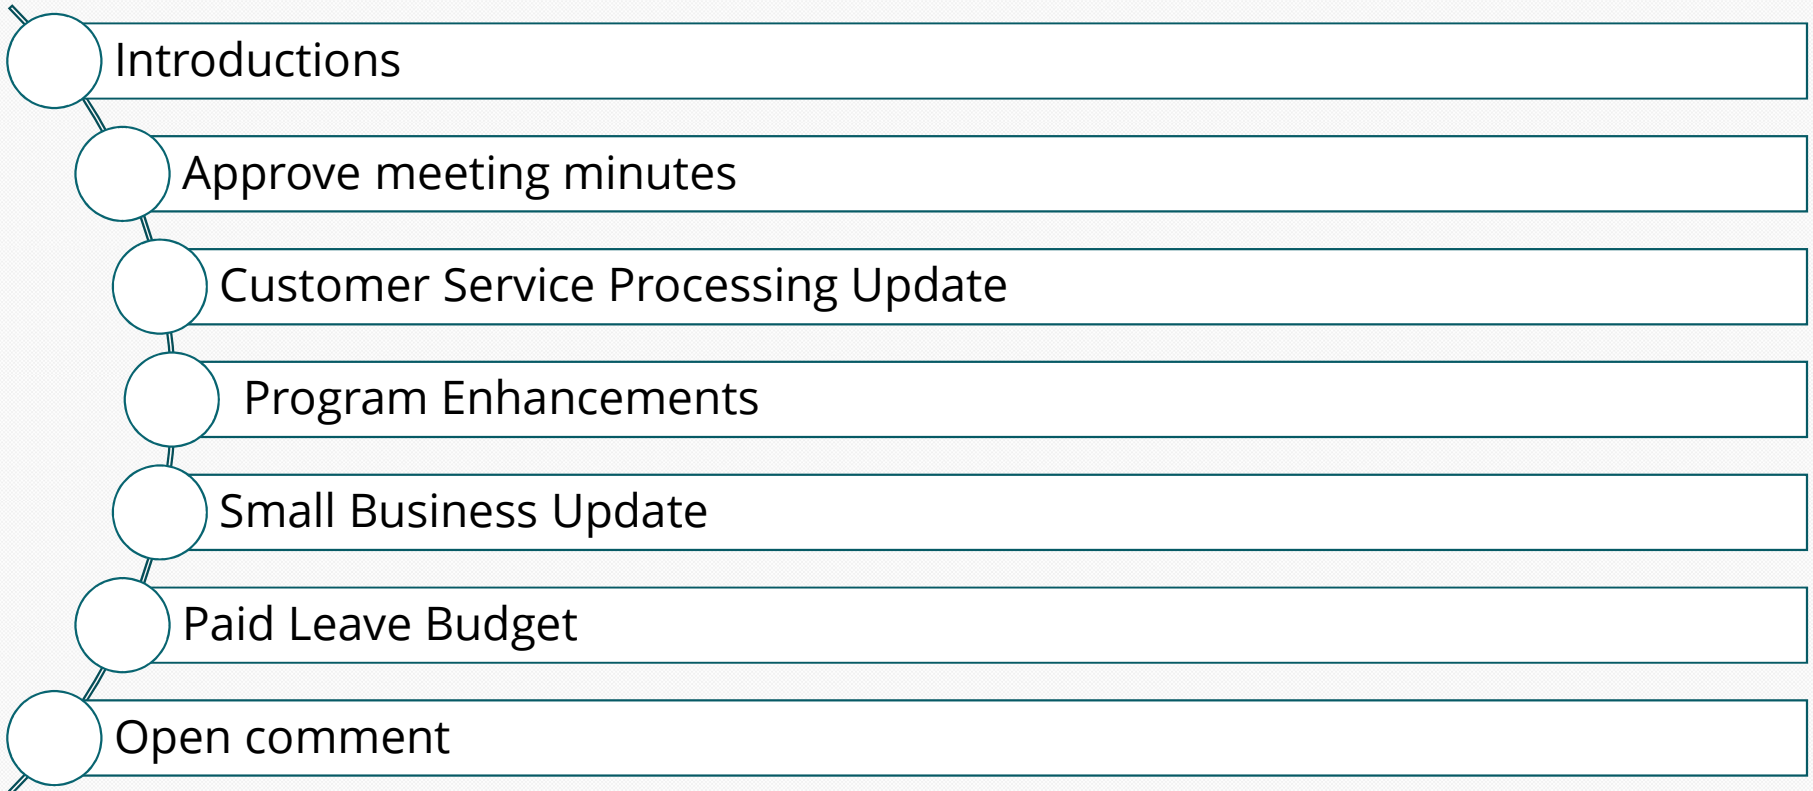 Introductions
Approve meeting minutes
Customer Service Processing Update
Program Enhancements
Small Business Update
Paid Leave Budget
Open comment